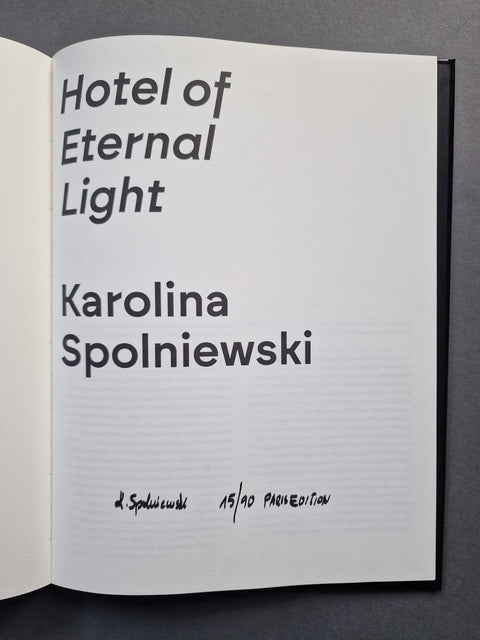 Hotel of
Eternal
Light
Karolina
Spolniewski
K. Spolniewski 15/90 PARIS EDITION